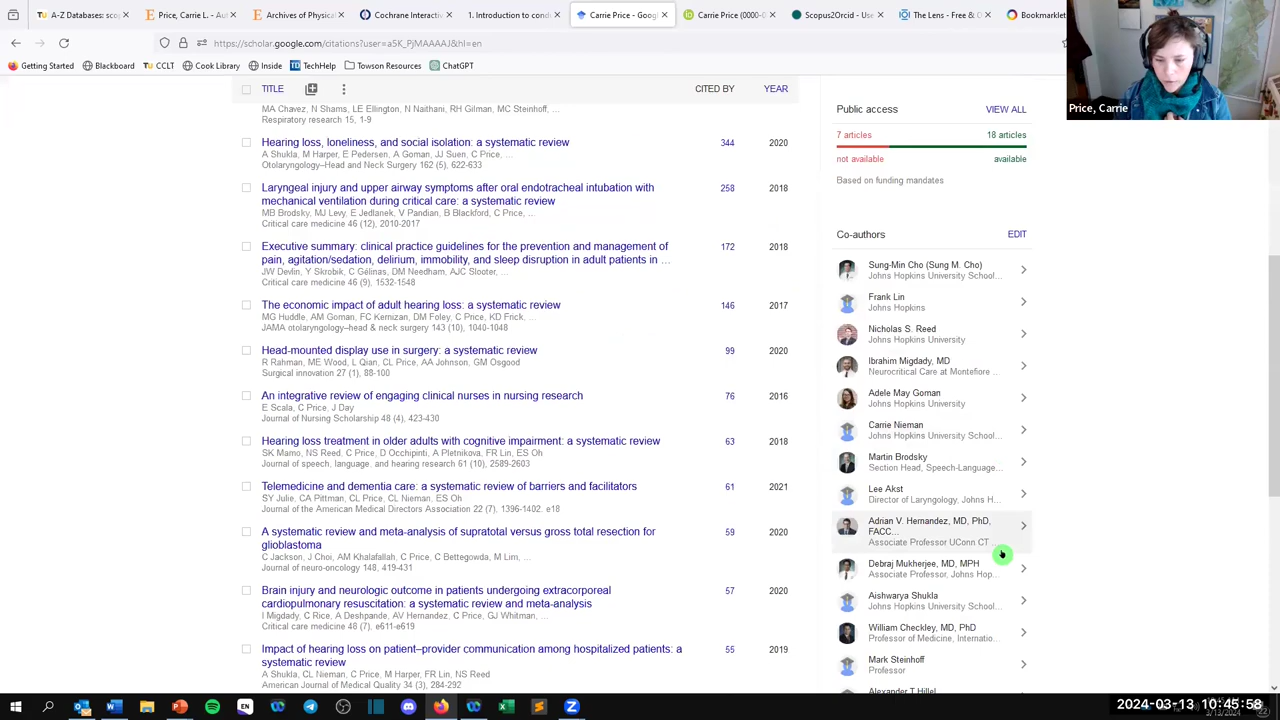 A-Z Databases: sco
Price, Carrie L. - Aut
Archives of Physica
Cochrane Interactiv
"Introduction to cond
Carrie Price - Goog
Carrie Price (0000-0
Scopus2Orcid -
The Lens - Free & O
Bookmarklet
https://scholar.google.com/citations?user=aSK_PjMAAAAJ&hl=en
Getting Started
Blackboard
TU CCLT
Cook Library
Inside
TD TechHelp
Towson Resources
ChatGPT
Price, Carrie
TITLE
CITED BY
YEAR
MA Chavez, N Shams, LE Ellington, N Naithani, RH Gilman, MC Steinhoff, ...
Respiratory research 15, 1-9
Hearing loss, loneliness, and social isolation: a systematic review
344
2020
A Shukla, M Harper, E Pedersen, A Goman, JJ Suen, C Price, ...
Otolaryngology–Head and Neck Surgery 162 (5), 622-633
Laryngeal injury and upper airway symptoms after oral endotracheal intubation with
258
2018
mechanical ventilation during critical care: a systematic review
MB Brodsky, MJ Levy, E Jedlanek, V Pandian, B Blackford, C Price, ...
Critical care medicine 46 (12), 2010-2017
Executive summary: clinical practice guidelines for the prevention and management of
172
2018
pain, agitation/sedation, delirium, immobility, and sleep disruption in adult patients in ...
JW Devlin, Y Skrobik, C Gélinas, DM Needham, AJC Slooter, ...
Critical care medicine 46 (9), 1532-1548
The economic impact of adult hearing loss: a systematic review
146
2017
MG Huddle, AM Goman, FC Kernizan, DM Foley, C Price, KD Frick, ...
JAMA otolaryngology–head & neck surgery 143 (10), 1040-1048
Head-mounted display use in surgery: a systematic review
99
2020
R Rahman, ME Wood, L Qian, CL Price, AA Johnson, GM Osgood
Surgical innovation 27 (1), 88-100
An integrative review of engaging clinical nurses in nursing research
76
2016
E Scala, C Price, J Day
Journal of Nursing Scholarship 48 (4), 423-430
Hearing loss treatment in older adults with cognitive impairment: a systematic review
63
2018
SK Mamo, NS Reed, C Price, D Occhipinti, A Pletnikova, FR Lin, ES Oh
Journal of speech, language, and hearing research 61 (10), 2589-2603
Telemedicine and dementia care: a systematic review of barriers and facilitators
61
2021
SY Julie, CA Pittman, CL Price, CL Nieman, ES Oh
Journal of the American Medical Directors Association 22 (7), 1396-1402. e18
A systematic review and meta-analysis of supratotal versus gross total resection for
59
2020
glioblastoma
C Jackson, J Choi, AM Khalafallah, C Price, C Bettegowda, M Lim, ...
Journal of neuro-oncology 148, 419-431
Brain injury and neurologic outcome in patients undergoing extracorporeal
57
2020
cardiopulmonary resuscitation: a systematic review and meta-analysis
I Migdady, C Rice, A Deshpande, AV Hernandez, C Price, GJ Whitman, ...
Critical care medicine 48 (7), e611-e619
Impact of hearing loss on patient–provider communication among hospitalized patients: a
55
2019
systematic review
A Shukla, CL Nieman, C Price, M Harper, FR Lin, NS Reed
American Journal of Medical Quality 34 (3), 284-292
Public access
VIEW ALL
7 articles
18 articles
not available
available
Based on funding mandates
Co-authors
EDIT
Sung-Min Cho (Sung M. Cho)
Johns Hopkins University School...
Frank Lin
Johns Hopkins
Nicholas S. Reed
Johns Hopkins University
Ibrahim Migdady, MD
Neurocritical Care at Montefiore ...
Adele May Goman
Johns Hopkins University
Carrie Nieman
Johns Hopkins University School...
Martin Brodsky
Section Head, Speech-Language...
Lee Akst
Director of Laryngology, Johns H...
Adrian V. Hernandez, MD, PhD,
FACC...
Associate Professor UConn CT ...
Debraj Mukherjee, MD, MPH
Associate Professor, Johns Hop...
Aishwarya Shukla
Johns Hopkins University School...
William Checkley, MD, PhD
Professor of Medicine, Internatio...
Mark Steinhoff
Professor
Alexander T Hillel
2024-03-13 10:45:58